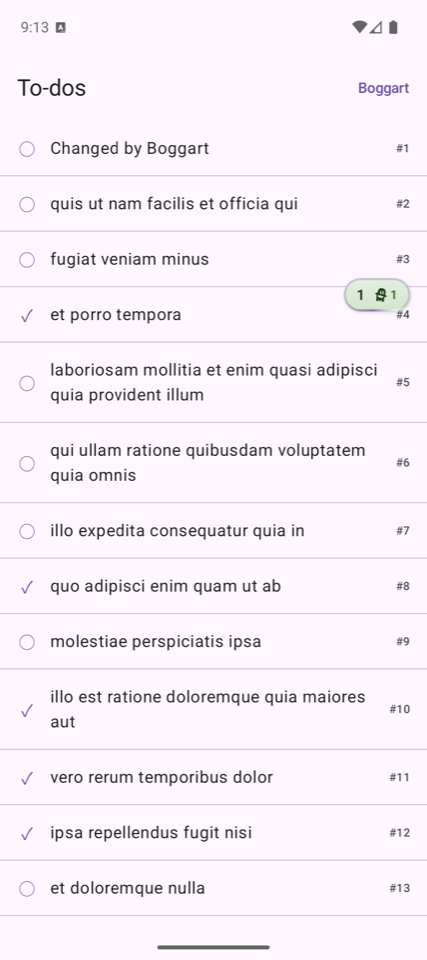 9:13 A
To-dos
Boggart
Changed by Boggart #1
quis ut nam facilis et officia qui #2
fugiat veniam minus #3
1 1
et porro tempora #4
laboriosam mollitia et enim quasi adipisci
quia provident illum #5
qui ullam ratione quibusdam voluptatem
quia omnis #6
illo expedita consequatur quia in #7
quo adipisci enim quam ut ab #8
molestiae perspiciatis ipsa #9
illo est ratione doloremque quia maiores
aut #10
vero rerum temporibus dolor #11
ipsa repellendus fugit nisi #12
et doloremque nulla #13